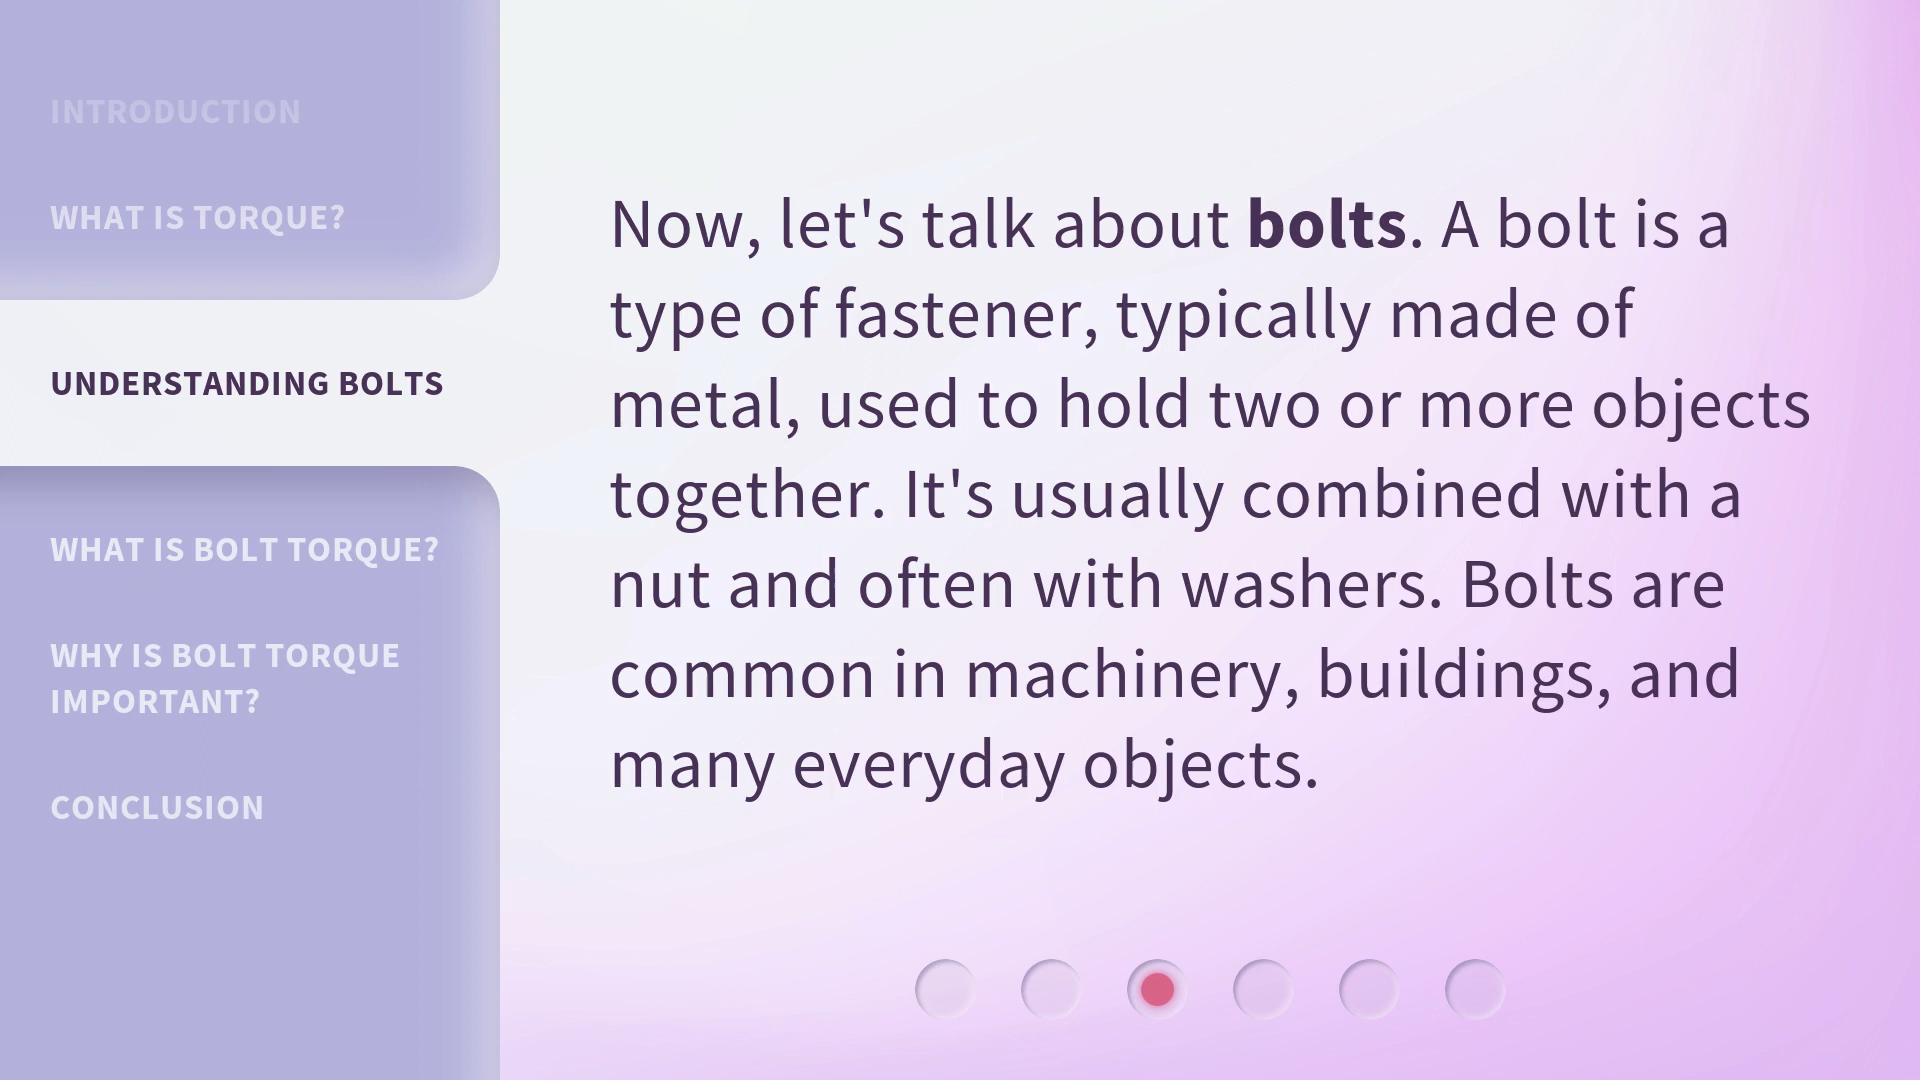 INTRODUCTION
WHAT IS TORQUE?
UNDERSTANDING BOLTS
WHAT IS BOLT TORQUE?
WHY IS BOLT TORQUE
IMPORTANT?
CONCLUSION
Now, let's talk about bolts. A bolt is a
type of fastener, typically made of
metal, used to hold two or more objects
together. It's usually combined with a
nut and often with washers. Bolts are
common in machinery, buildings, and
many everyday objects.